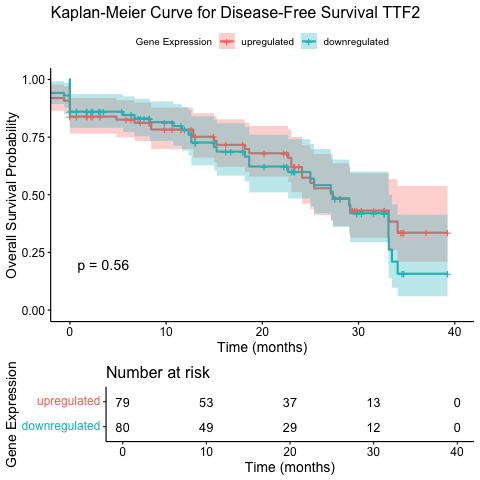 Kaplan-Meier Curve for Disease-Free Survival TTF2
Gene Expression upregulated downregulated
Overall Survival Probability
1.00
0.75
0.50
0.25
0.00
p = 0.56
0 10 20 30 40
Time (months)
Number at risk
Gene Expression
upregulated 79 53 37 13 0
downregulated 80 49 29 12 0
0 10 20 30 40
Time (months)